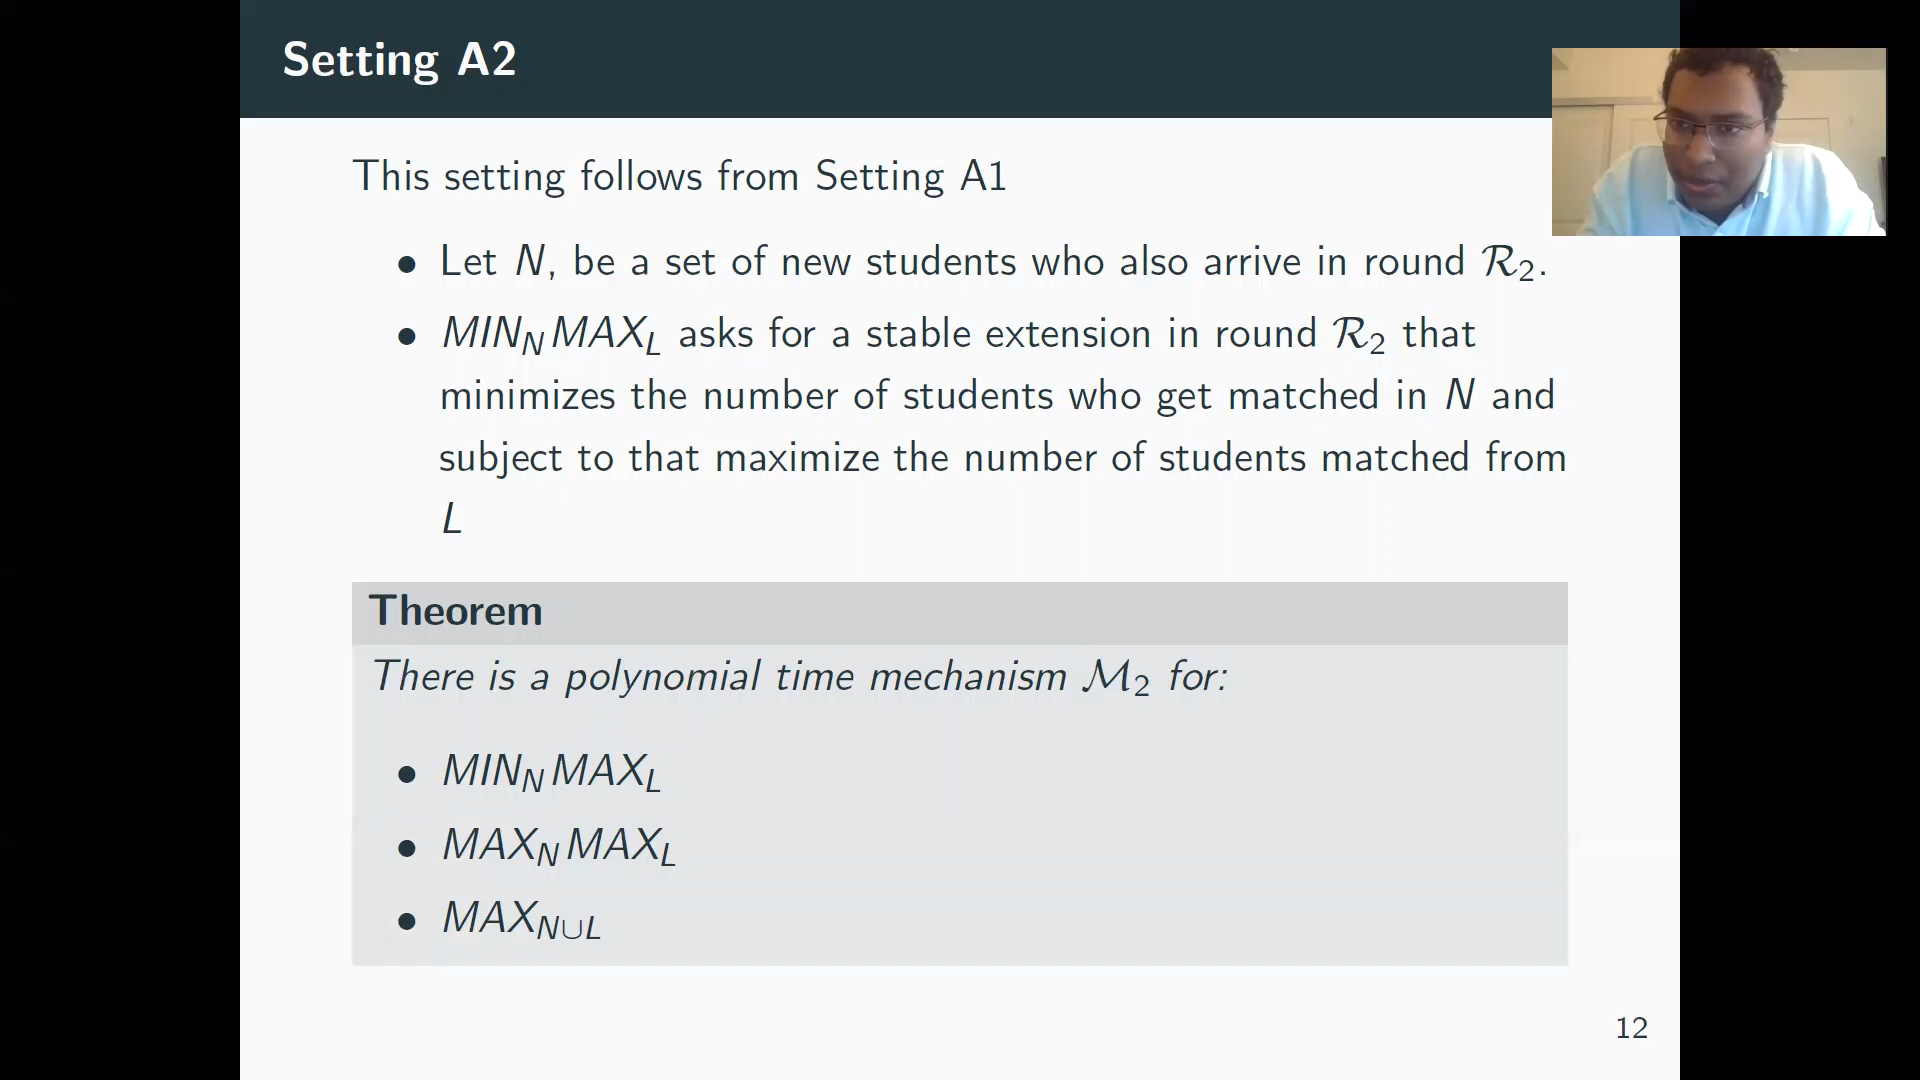 Setting A2
This setting follows from Setting A1
• Let N, be a set of new students who also arrive in round ℛ₂.
• MIN_N MAX_L asks for a stable extension in round ℛ₂ that
minimizes the number of students who get matched in N and
subject to that maximize the number of students matched from
L
Theorem
There is a polynomial time mechanism ℳ₂ for:
• MIN_N MAX_L
• MAX_N MAX_L
• MAX_{N∪L}
12